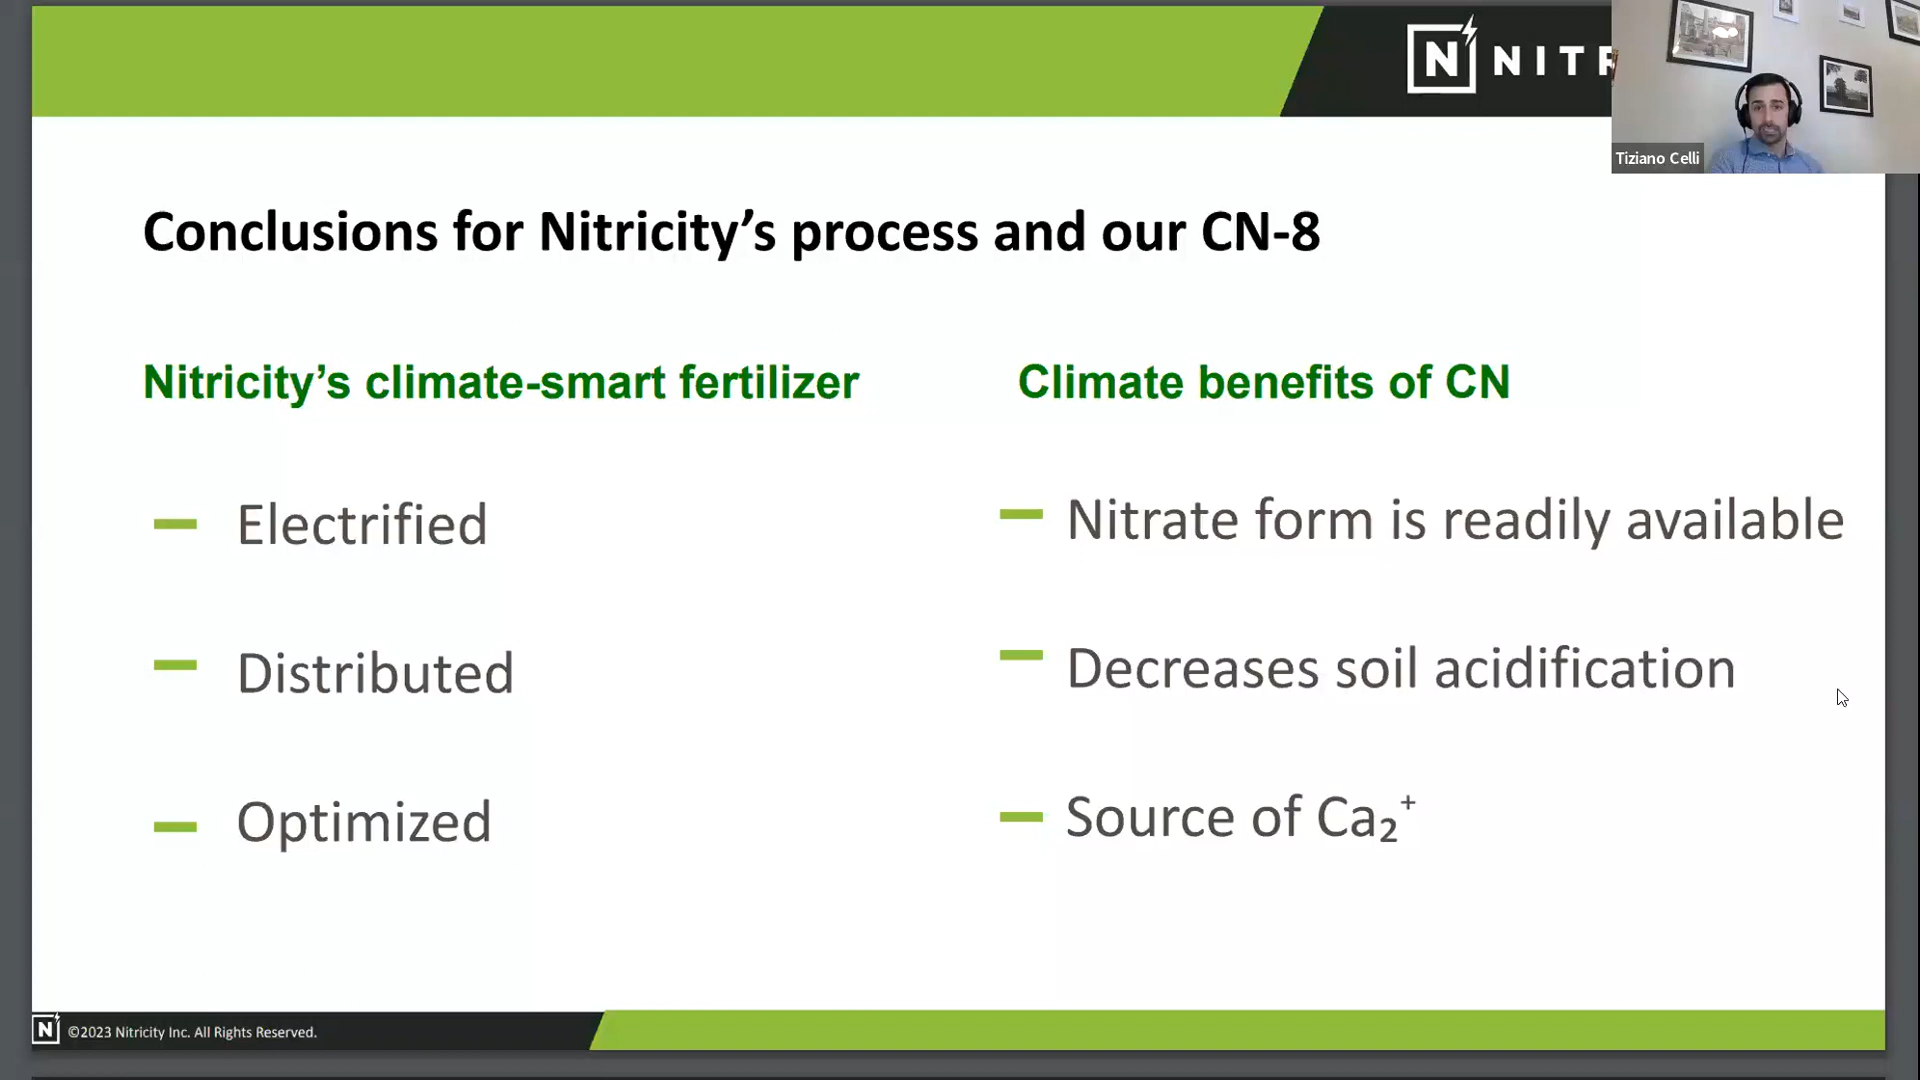 N NITR
Tiziano Celli
Conclusions for Nitricity’s process and our CN-8
Nitricity’s climate-smart fertilizer
Electrified
Distributed
Optimized
Climate benefits of CN
Nitrate form is readily available
Decreases soil acidification
Source of Ca₂⁺
N ©2023 Nitricity Inc. All Rights Reserved.